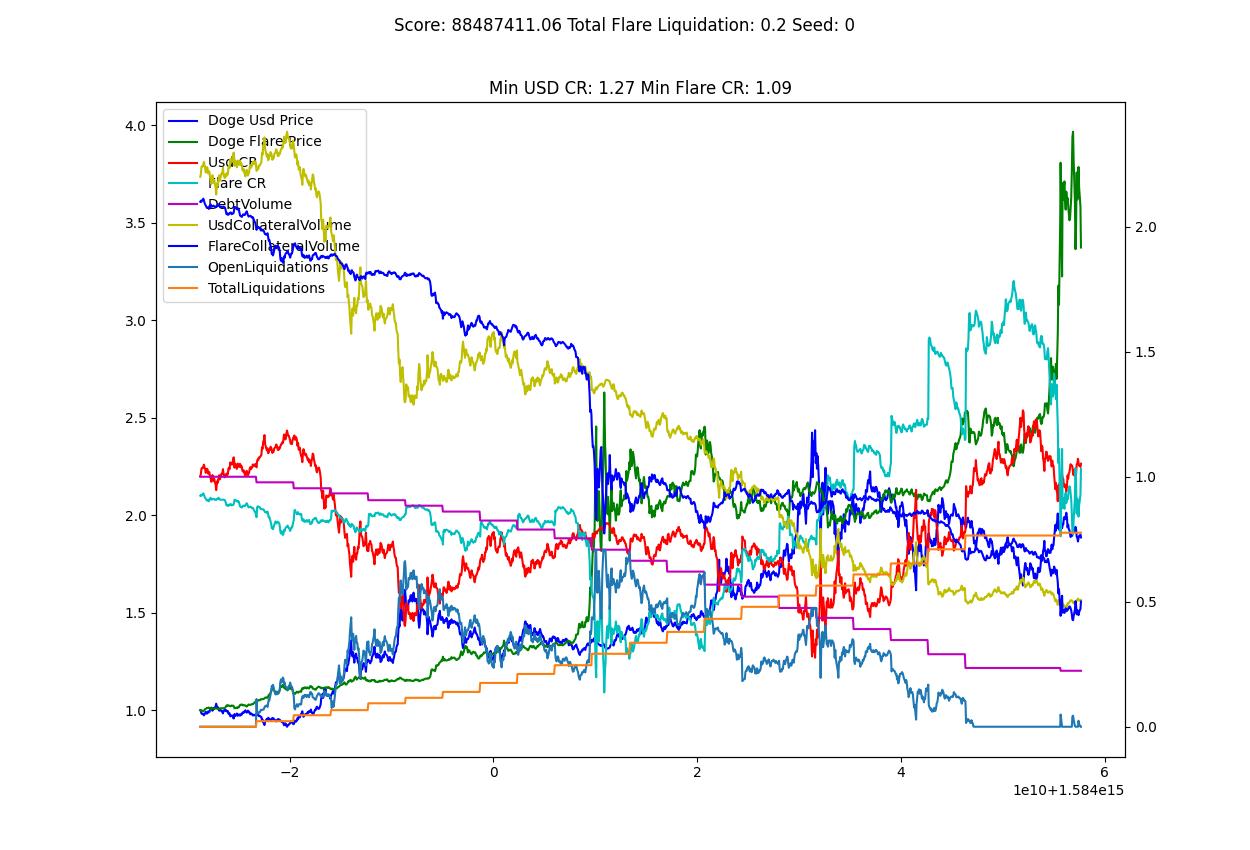 Score: 88487411.06 Total Flare Liquidation: 0.2 Seed: 0
Min USD CR: 1.27 Min Flare CR: 1.09
Doge Usd Price
Doge Flare Price
Usd CR
Flare CR
DebtVolume
UsdCollateralVolume
FlareCollateralVolume
OpenLiquidations
TotalLiquidations
4.0
3.5
3.0
2.5
2.0
1.5
1.0
2.0
1.5
1.0
0.5
0.0
−2
0
2
4
6
1e10+1.584e15